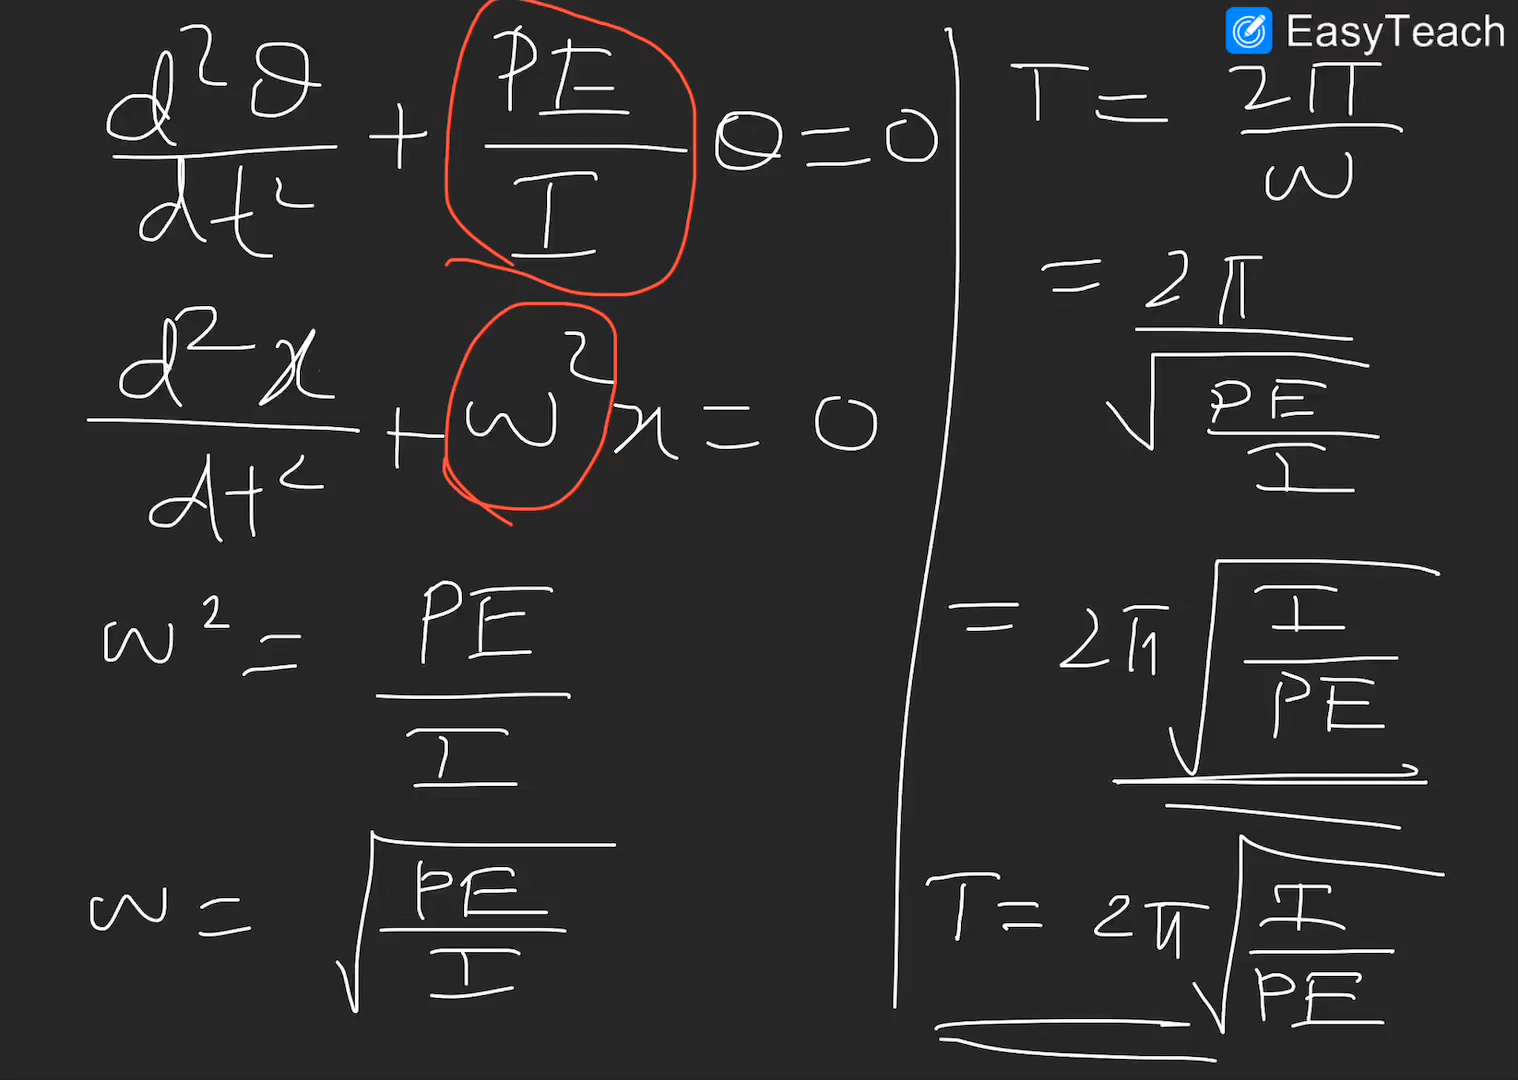 d²θ/dt² + PE/I θ = 0
d²x/dt² + ω²x = 0
ω² = PE/I
ω = √(PE/I)
EasyTeach
T = 2π/ω
= 2π/√(PE/I)
= 2π√(I/PE)
T = 2π√(I/PE)